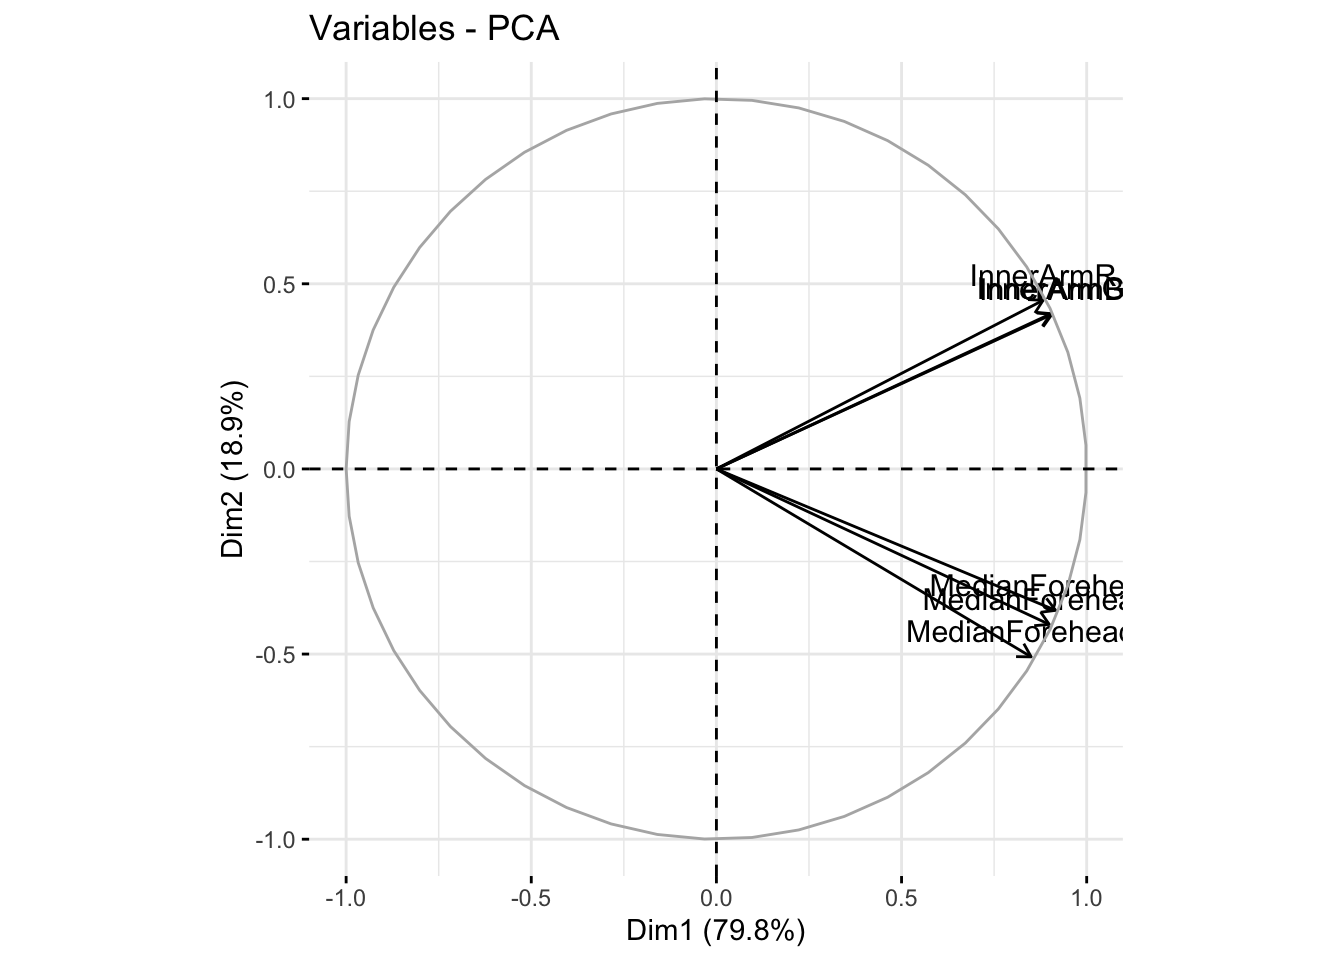 Variables - PCA
1.0
InnerArmR
0.5
InnerArmG
Dim2 (18.9%)
0.0
MedianForehe
MedianForehea
MedianForehead
-0.5
-1.0
-1.0 -0.5 0.0 0.5 1.0
Dim1 (79.8%)